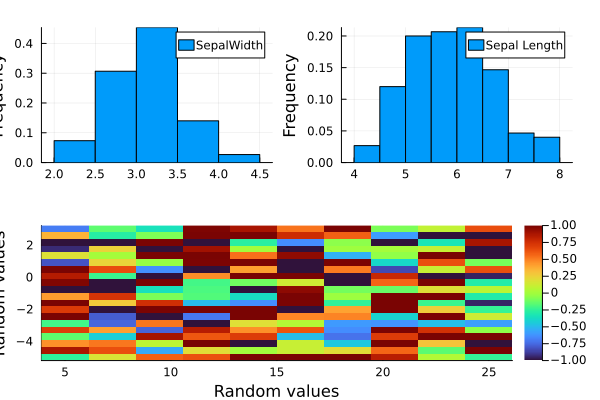 SepalWidth
Frequency
0.4
0.3
0.2
0.1
0.0
2.0 2.5 3.0 3.5 4.0 4.5
Sepal Length
Frequency
0.20
0.15
0.10
0.05
0.00
4 5 6 7 8
Random values
2
0
−2
−4
5 10 15 20 25
Random values
1.00
0.75
0.50
0.25
0
−0.25
−0.50
−0.75
−1.00